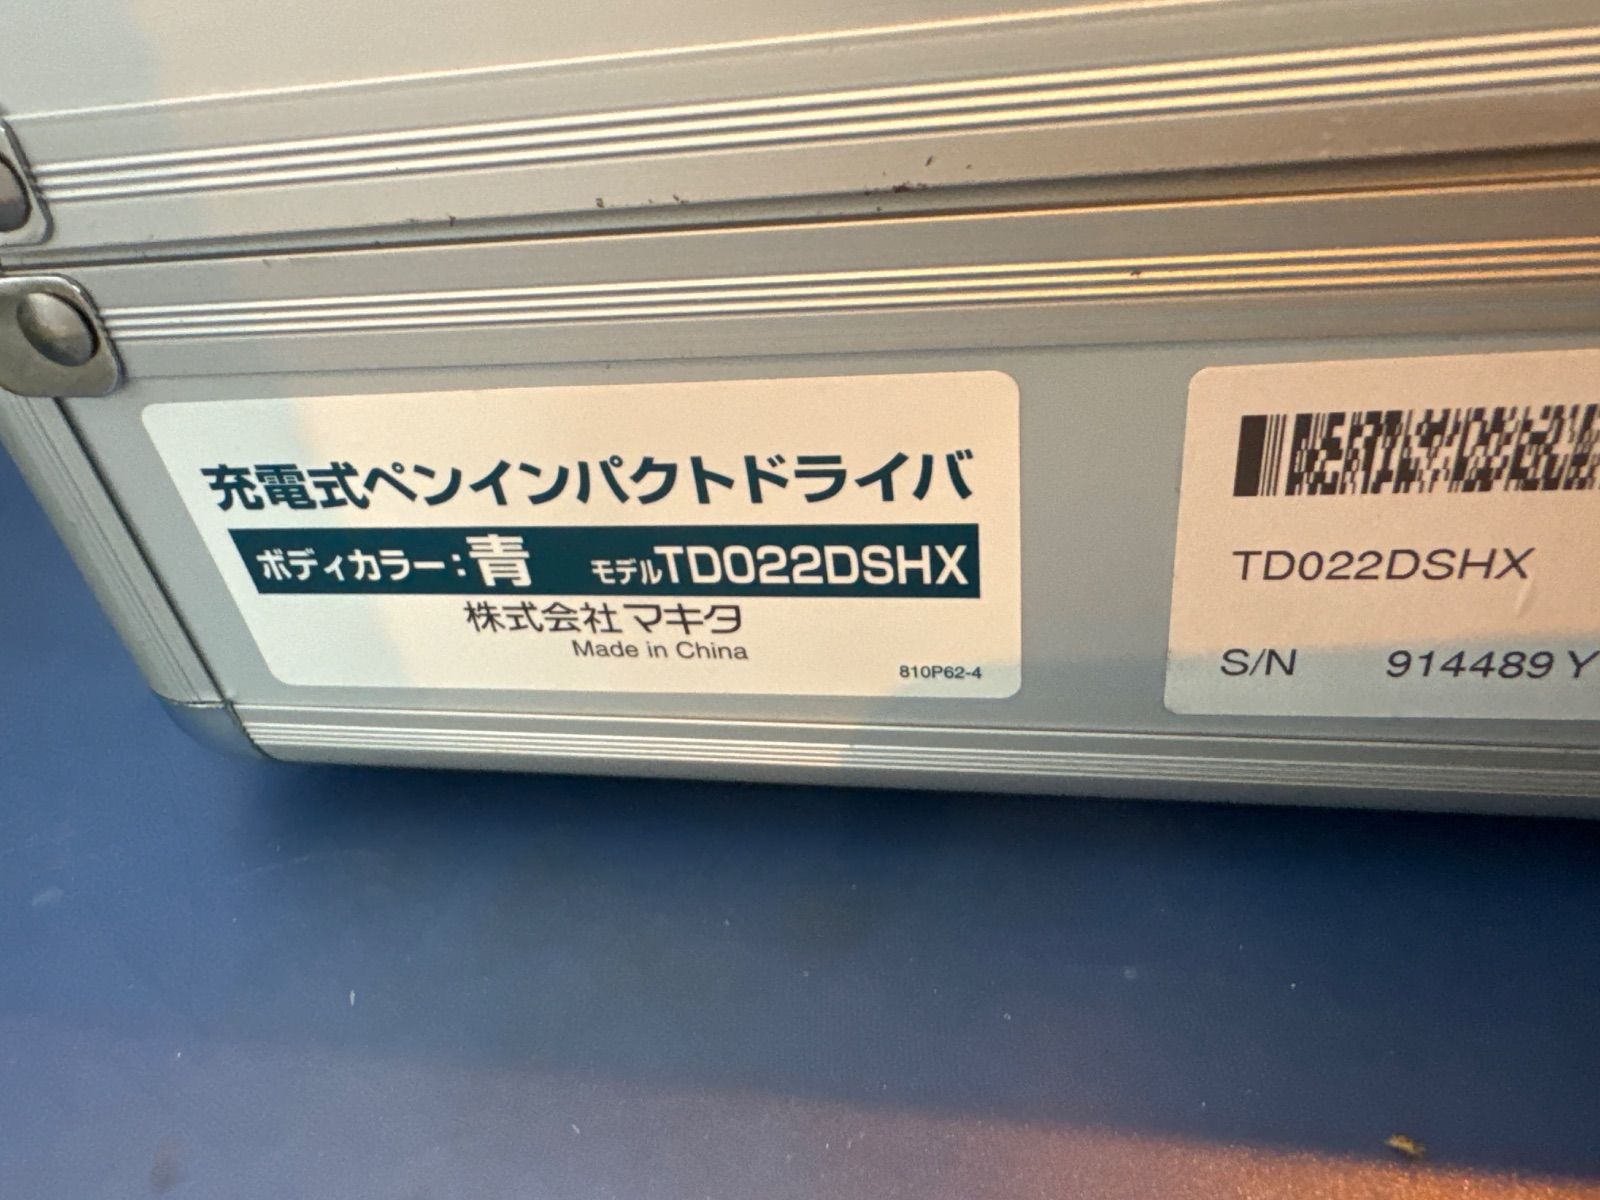 充電式ペンインパクトドライバ
ボディカラー：青 モデルTD022DSHX
株式会社マキタ
Made in China
810P62-4
TD022DSHX
S/N 914489 Y